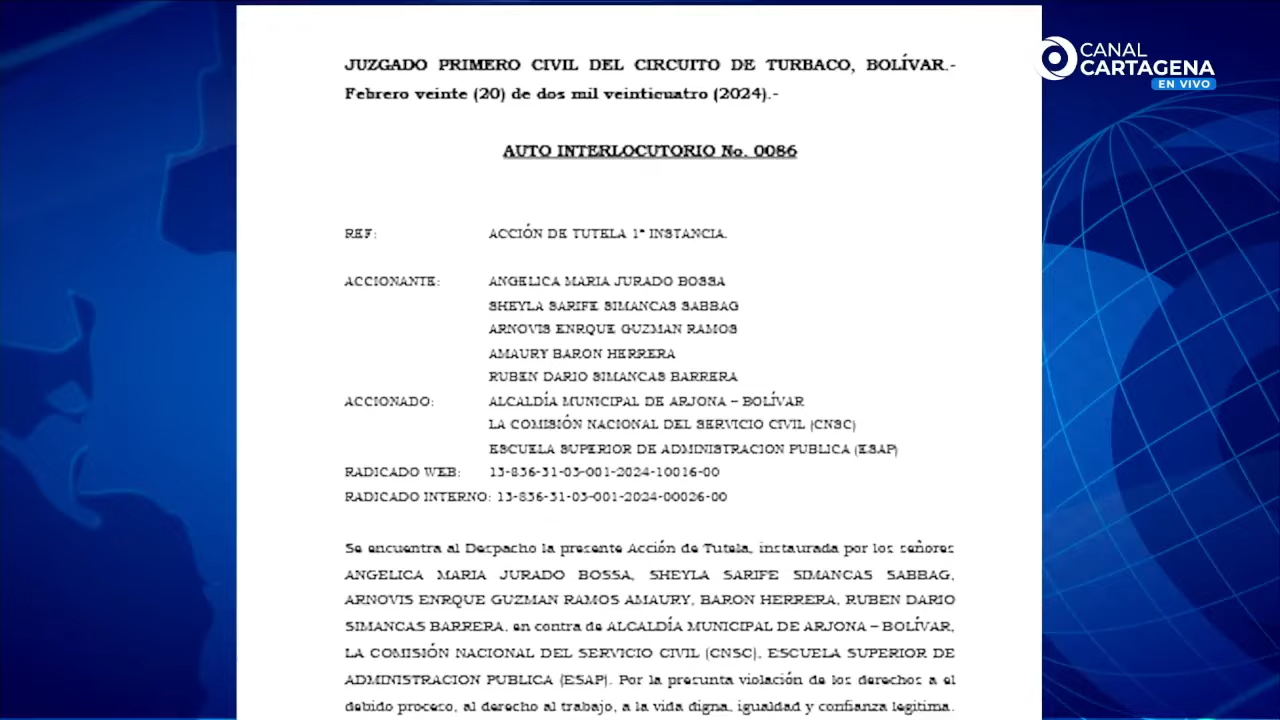 JUZGADO PRIMERO CIVIL DEL CIRCUITO DE TURBACO, BOLÍVAR.-
Febrero veinte (20) de dos mil veinticuatro (2024).-
AUTO INTERLOCUTORIO No. 0086
REF: ACCIÓN DE TUTELA 1ª INSTANCIA.
ACCIONANTE: ANGELICA MARIA JURADO BOSSA
SHEYLA SARIFE SIMANCAS SABBAG
ARNOVIS ENRQUE GUZMAN RAMOS
AMAURY BARON HERRERA
RUBEN DARIO SIMANCAS BARRERA
ACCIONADO: ALCALDÍA MUNICIPAL DE ARJONA – BOLÍVAR
LA COMISIÓN NACIONAL DEL SERVICIO CIVIL (CNSC)
ESCUELA SUPERIOR DE ADMINISTRACION PUBLICA (ESAP)
RADICADO WEB: 13-836-31-03-001-2024-10016-00
RADICADO INTERNO: 13-836-31-03-001-2024-00026-00
Se encuentra al Despacho la presente Acción de Tutela, instaurada por los señores
ANGELICA MARIA JURADO BOSSA, SHEYLA SARIFE SIMANCAS SABBAG,
ARNOVIS ENRQUE GUZMAN RAMOS AMAURY, BARON HERRERA, RUBEN DARIO
SIMANCAS BARRERA, en contra de ALCALDÍA MUNICIPAL DE ARJONA – BOLÍVAR,
LA COMISIÓN NACIONAL DEL SERVICIO CIVIL (CNSC), ESCUELA SUPERIOR DE
ADMINISTRACION PUBLICA (ESAP). Por la presunta violación de los derechos a el
debido proceso, al derecho al trabajo, a la vida digna, igualdad y confianza legitima.
CANAL
CARTAGENA
EN VIVO